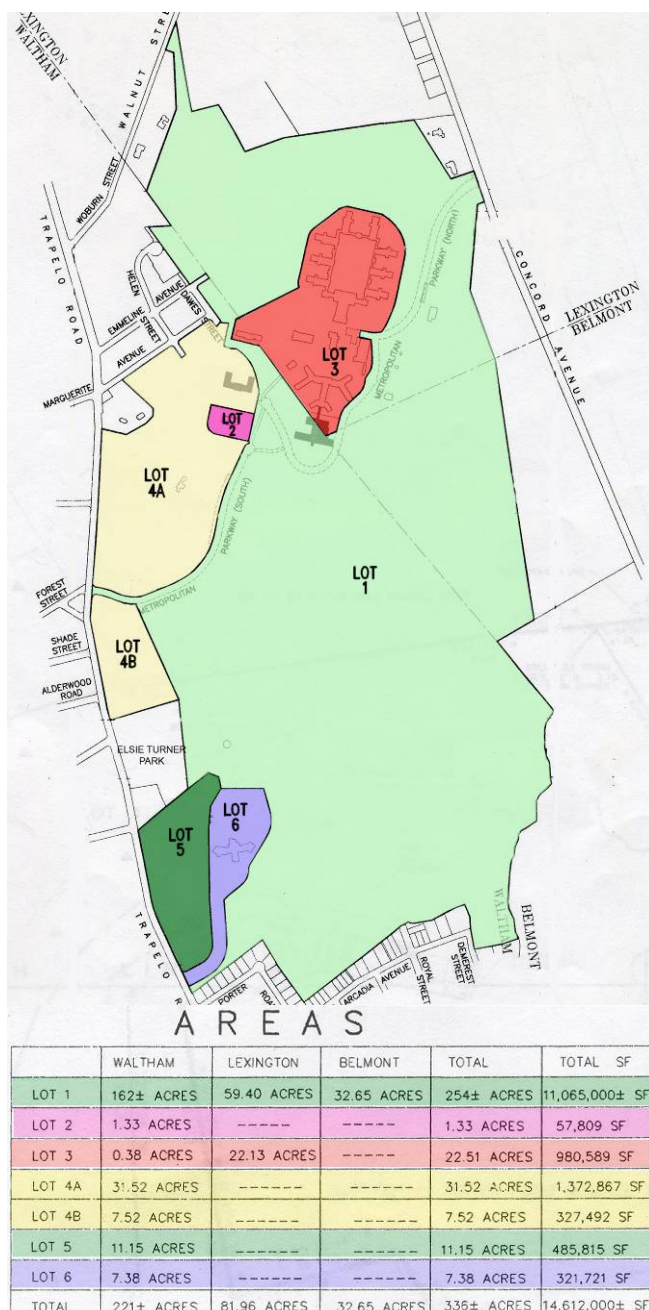 LEXINGTON
WALTHAM
WALNUT STRE
WOBURN STREET
TRAPELO ROAD
HELEN STREET
EMMELINE AVENUE
DAWES STREET
MARGUERITE AVENUE
CONCORD AVENUE
LEXINGTON
BELMONT
METROPOLITAN PARKWAY (NORTH)
LOT
3
LOT
2
LOT
4A
METROPOLITAN PARKWAY (SOUTH)
LOT
1
FOREST
STREET
SHADE
STREET
ALDERWOOD
ROAD
LOT
4B
ELSIE TURNER
PARK
LOT
5
LOT
6
TRAPELO R
WALTHAM
BELMONT
PORTER
ROA
ARCADIA AVENUE
ROYAL
STREET
DEMEREST
STREET
AREAS
WALTHAM LEXINGTON BELMONT TOTAL TOTAL SF
LOT 1 162± ACRES 59.40 ACRES 32.65 ACRES 254± ACRES 11,065,000± SF
LOT 2 1.33 ACRES ----- ----- 1.33 ACRES 57,809 SF
LOT 3 0.38 ACRES 22.13 ACRES ----- 22.51 ACRES 980,589 SF
LOT 4A 31.52 ACRES ------ ------ 31.52 ACRES 1,372,867 SF
LOT 4B 7.52 ACRES ------ ------ 7.52 ACRES 327,492 SF
LOT 5 11.15 ACRES ------ ------ 11.15 ACRES 485,815 SF
LOT 6 7.38 ACRES ------ ------ 7.38 ACRES 321,721 SF
TOTAL 221± ACRES 81.96 ACRES 32.65 ACRES 336± ACRES 14,612,000± SF